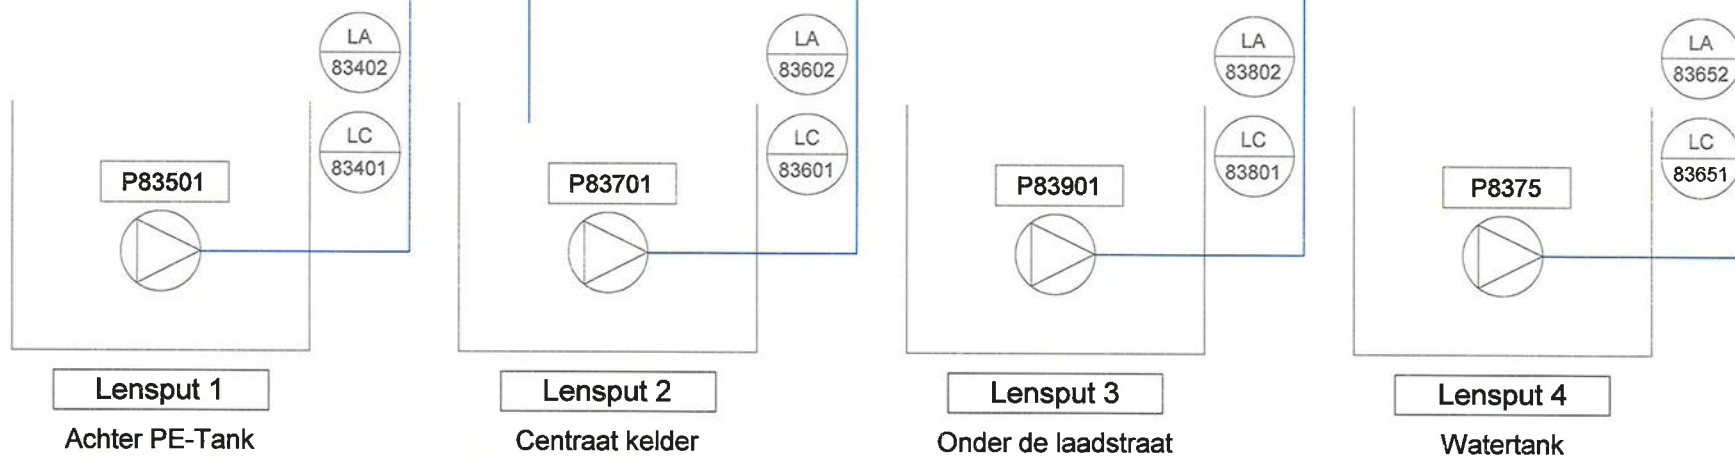 LA
83402
LC
83401
P83501
Lensput 1
Achter PE-Tank
LA
83602
LC
83601
P83701
Lensput 2
Centraat kelder
LA
83802
LC
83801
P83901
Lensput 3
Onder de laadstraat
LA
83652
LC
83651
P8375
Lensput 4
Watertank